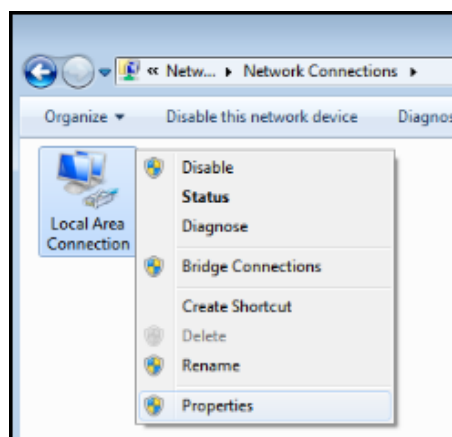 « Netw... ▸ Network Connections ▸
Organize ▾ Disable this network device Diagnos
Local Area
Connection
Disable
Status
Diagnose
Bridge Connections
Create Shortcut
Delete
Rename
Properties